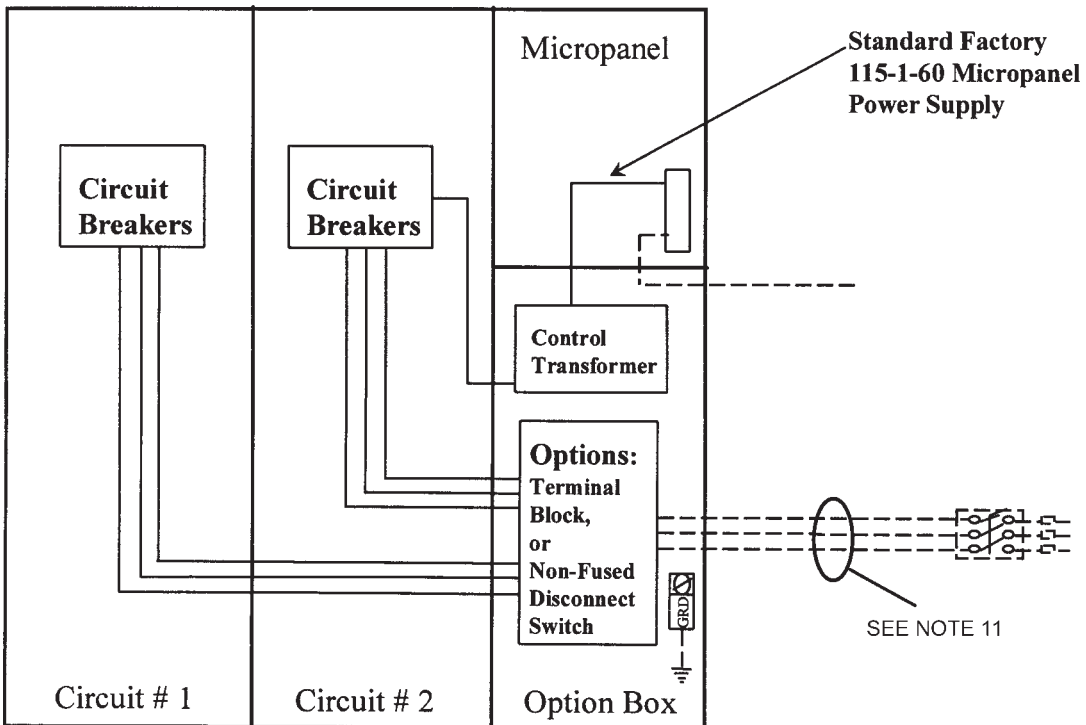 Micropanel
Standard Factory
115-1-60 Micropanel
Power Supply
Circuit
Breakers
Circuit
Breakers
Control
Transformer
Options:
Terminal
Block,
or
Non-Fused
Disconnect
Switch
GRD
SEE NOTE 11
Circuit # 1
Circuit # 2
Option Box